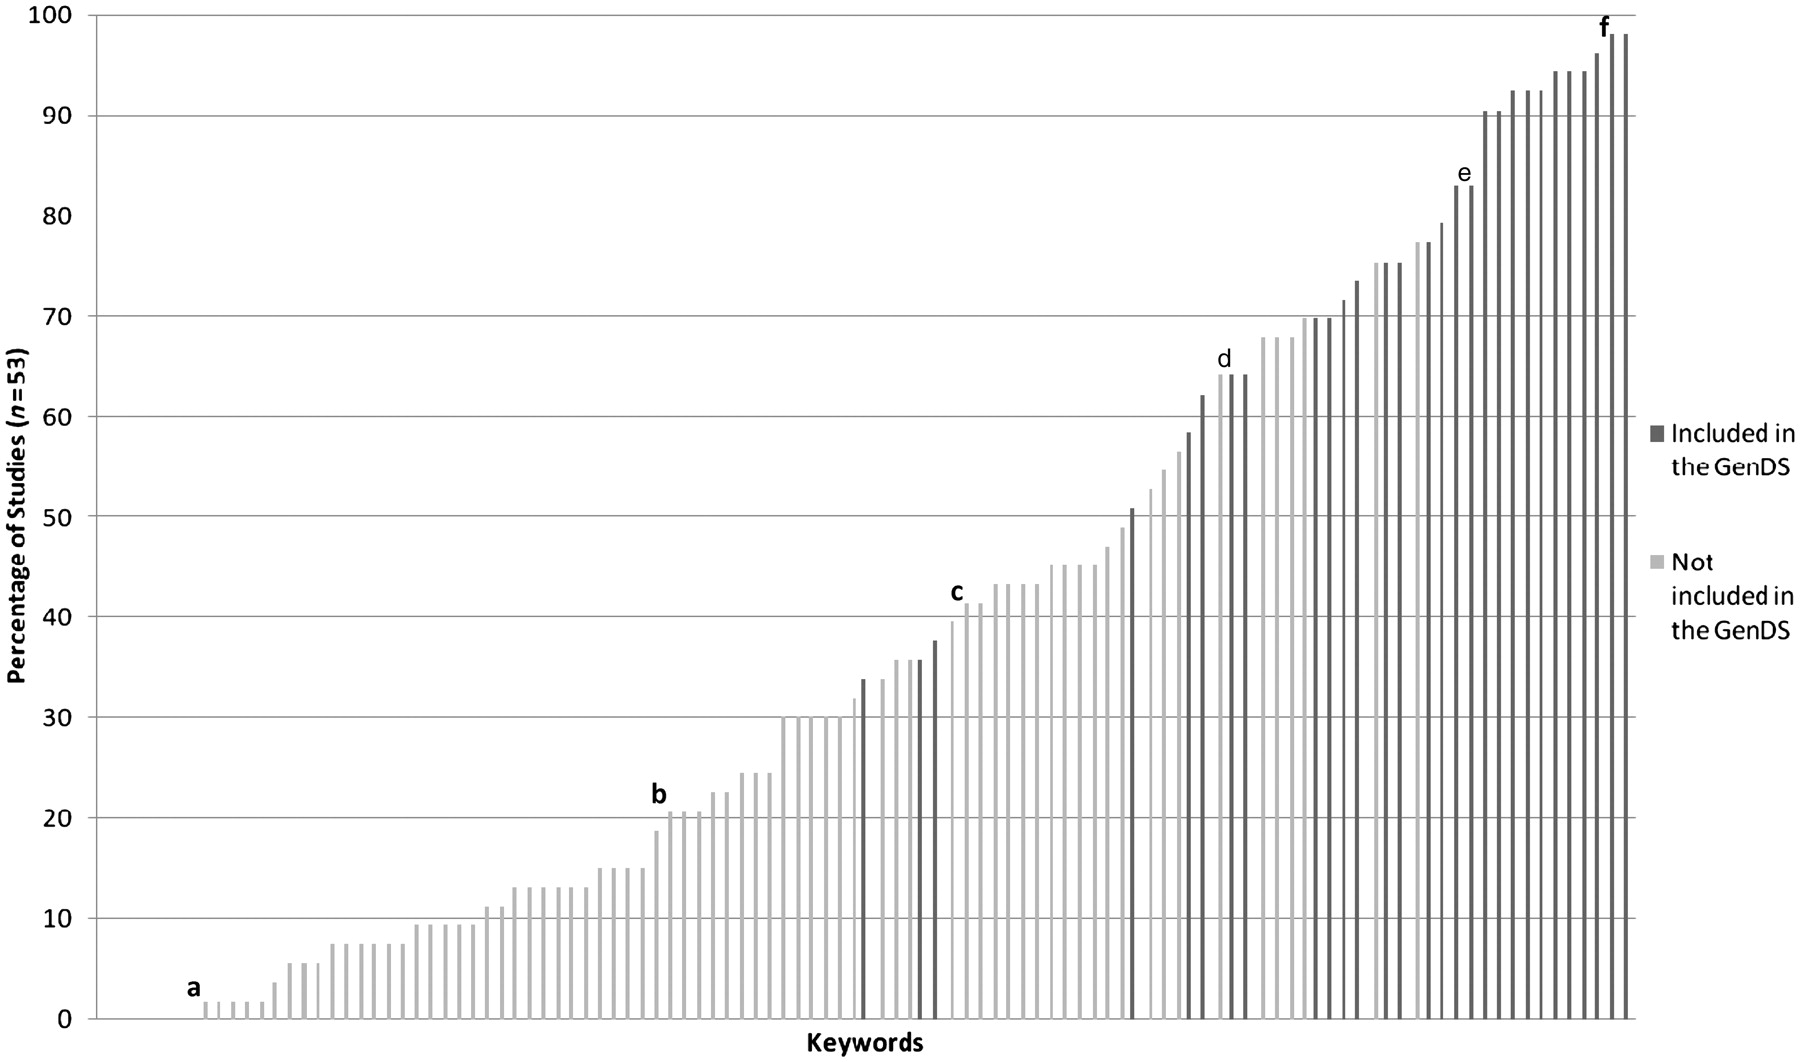 100
90
80
70
60
50
40
30
20
10
0
Percentage of Studies (n=53)
a
b
c
d
e
f
Keywords
Included in
the GenDS
Not
included in
the GenDS